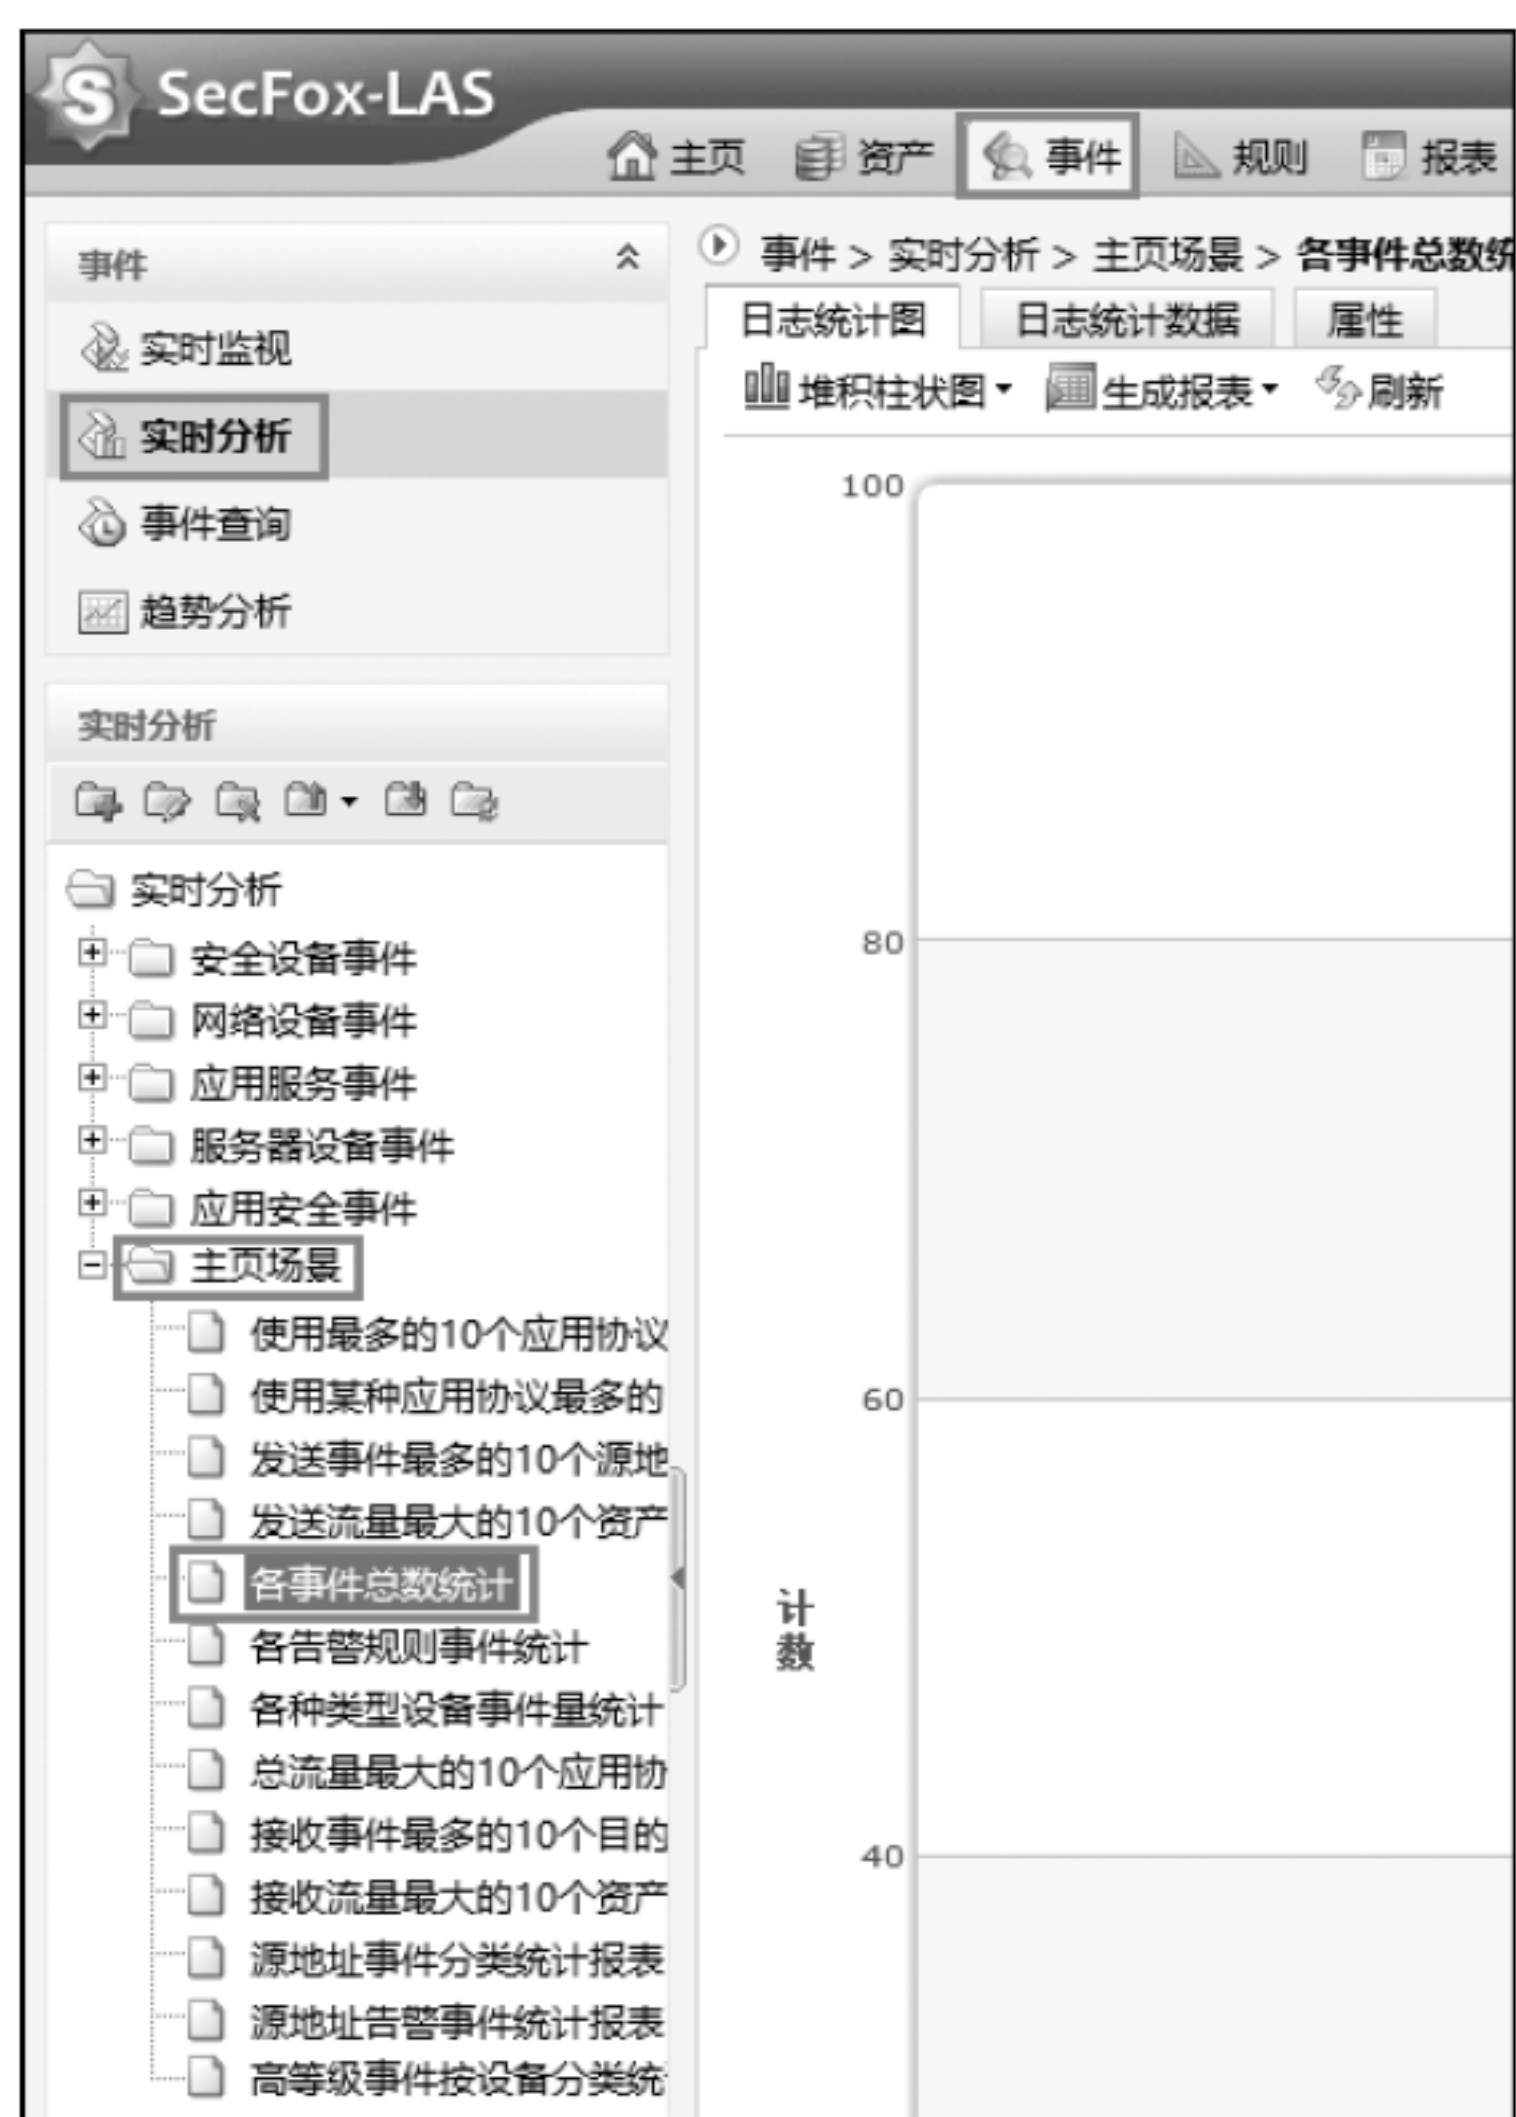 SecFox-LAS
主页 资产 事件 规则 报表
事件
实时监视
实时分析
事件查询
趋势分析
实时分析
实时分析
安全设备事件
网络设备事件
应用服务事件
服务器设备事件
应用安全事件
主页场景
使用最多的10个应用协议
使用某种应用协议最多的
发送事件最多的10个源地
发送流量最大的10个资产
各事件总数统计
各告警规则事件统计
各种类型设备事件量统计
总流量最大的10个应用协
接收事件最多的10个目的
接收流量最大的10个资产
源地址事件分类统计报表
源地址告警事件统计报表
高等级事件按设备分类统
事件 > 实时分析 > 主页场景 > 各事件总数统
日志统计图 日志统计数据 属性
堆积柱状图 生成报表 刷新
100
80
60
40
计数